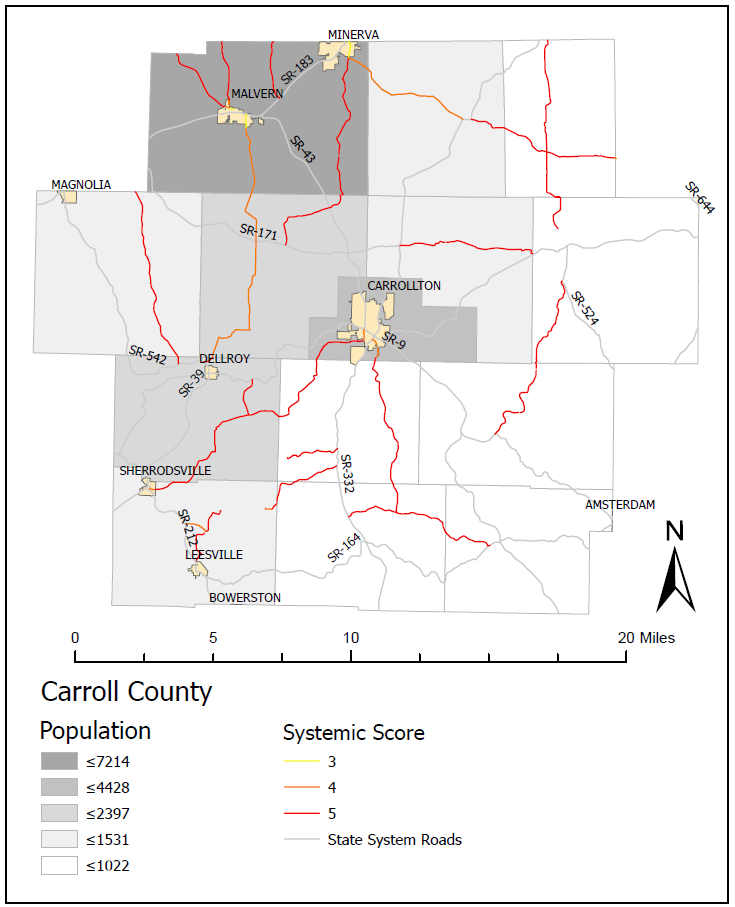 MINERVA
SR-183
MALVERN
SR-43
MAGNOLIA
SR-644
SR-171
CARROLLTON
SR-524
SR-9
SR-542
DELLROY
SR-39
SHERRODSVILLE
SR-332
AMSTERDAM
SR-212
N
SR-164
LEESVILLE
BOWERSTON
0 5 10 20 Miles
Carroll County
Population
≤7214
≤4428
≤2397
≤1531
≤1022
Systemic Score
3
4
5
State System Roads